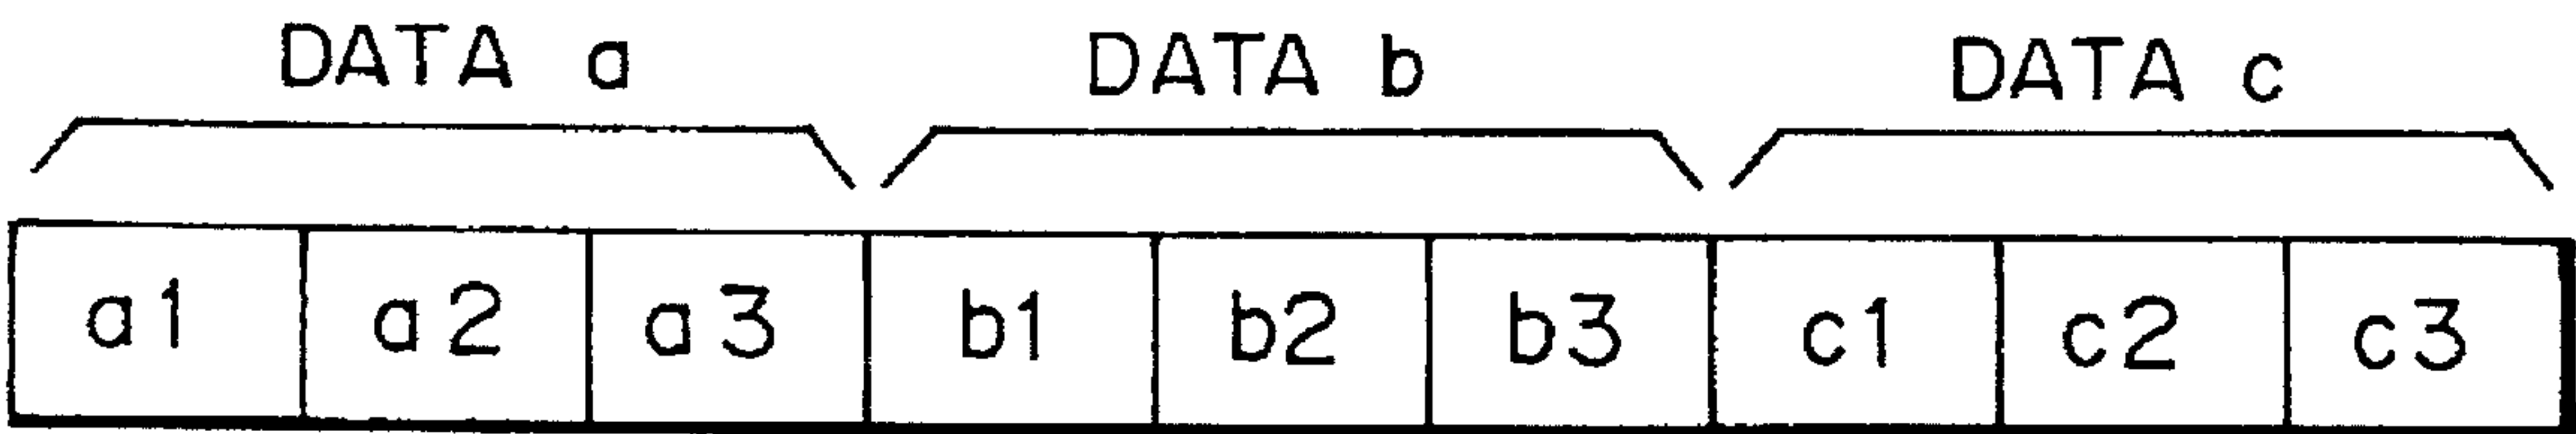 DATA a DATA b DATA c
a1 a2 a3 b1 b2 b3 c1 c2 c3